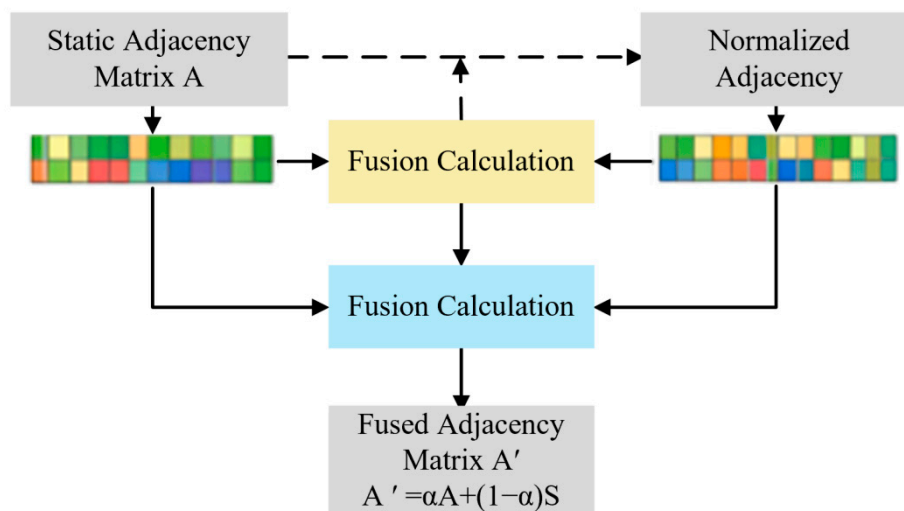 Static Adjacency
Matrix A
Normalized
Adjacency
Fusion Calculation
Fusion Calculation
Fused Adjacency
Matrix A′
A ′ =αA+(1−α)S